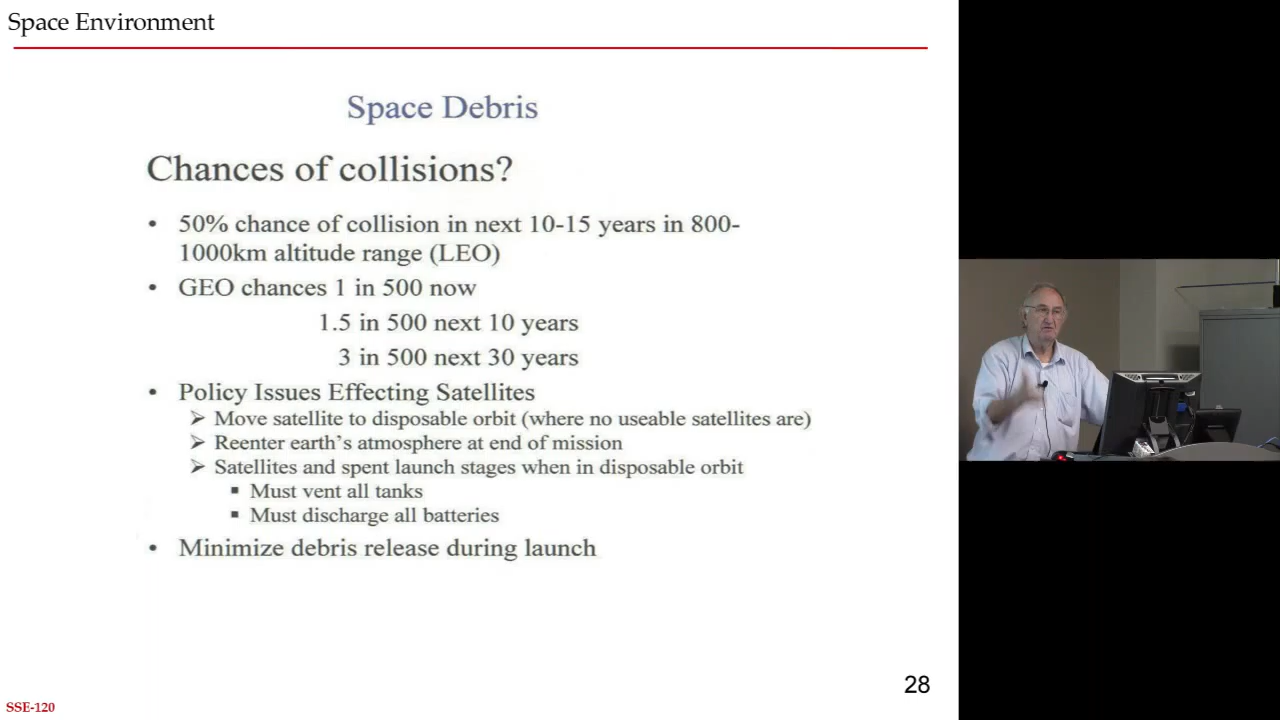 Space Environment
Space Debris
Chances of collisions?
• 50% chance of collision in next 10-15 years in 800-
1000km altitude range (LEO)
• GEO chances 1 in 500 now
1.5 in 500 next 10 years
3 in 500 next 30 years
• Policy Issues Effecting Satellites
➢ Move satellite to disposable orbit (where no useable satellites are)
➢ Reenter earth's atmosphere at end of mission
➢ Satellites and spent launch stages when in disposable orbit
▪ Must vent all tanks
▪ Must discharge all batteries
• Minimize debris release during launch
28
SSE-120